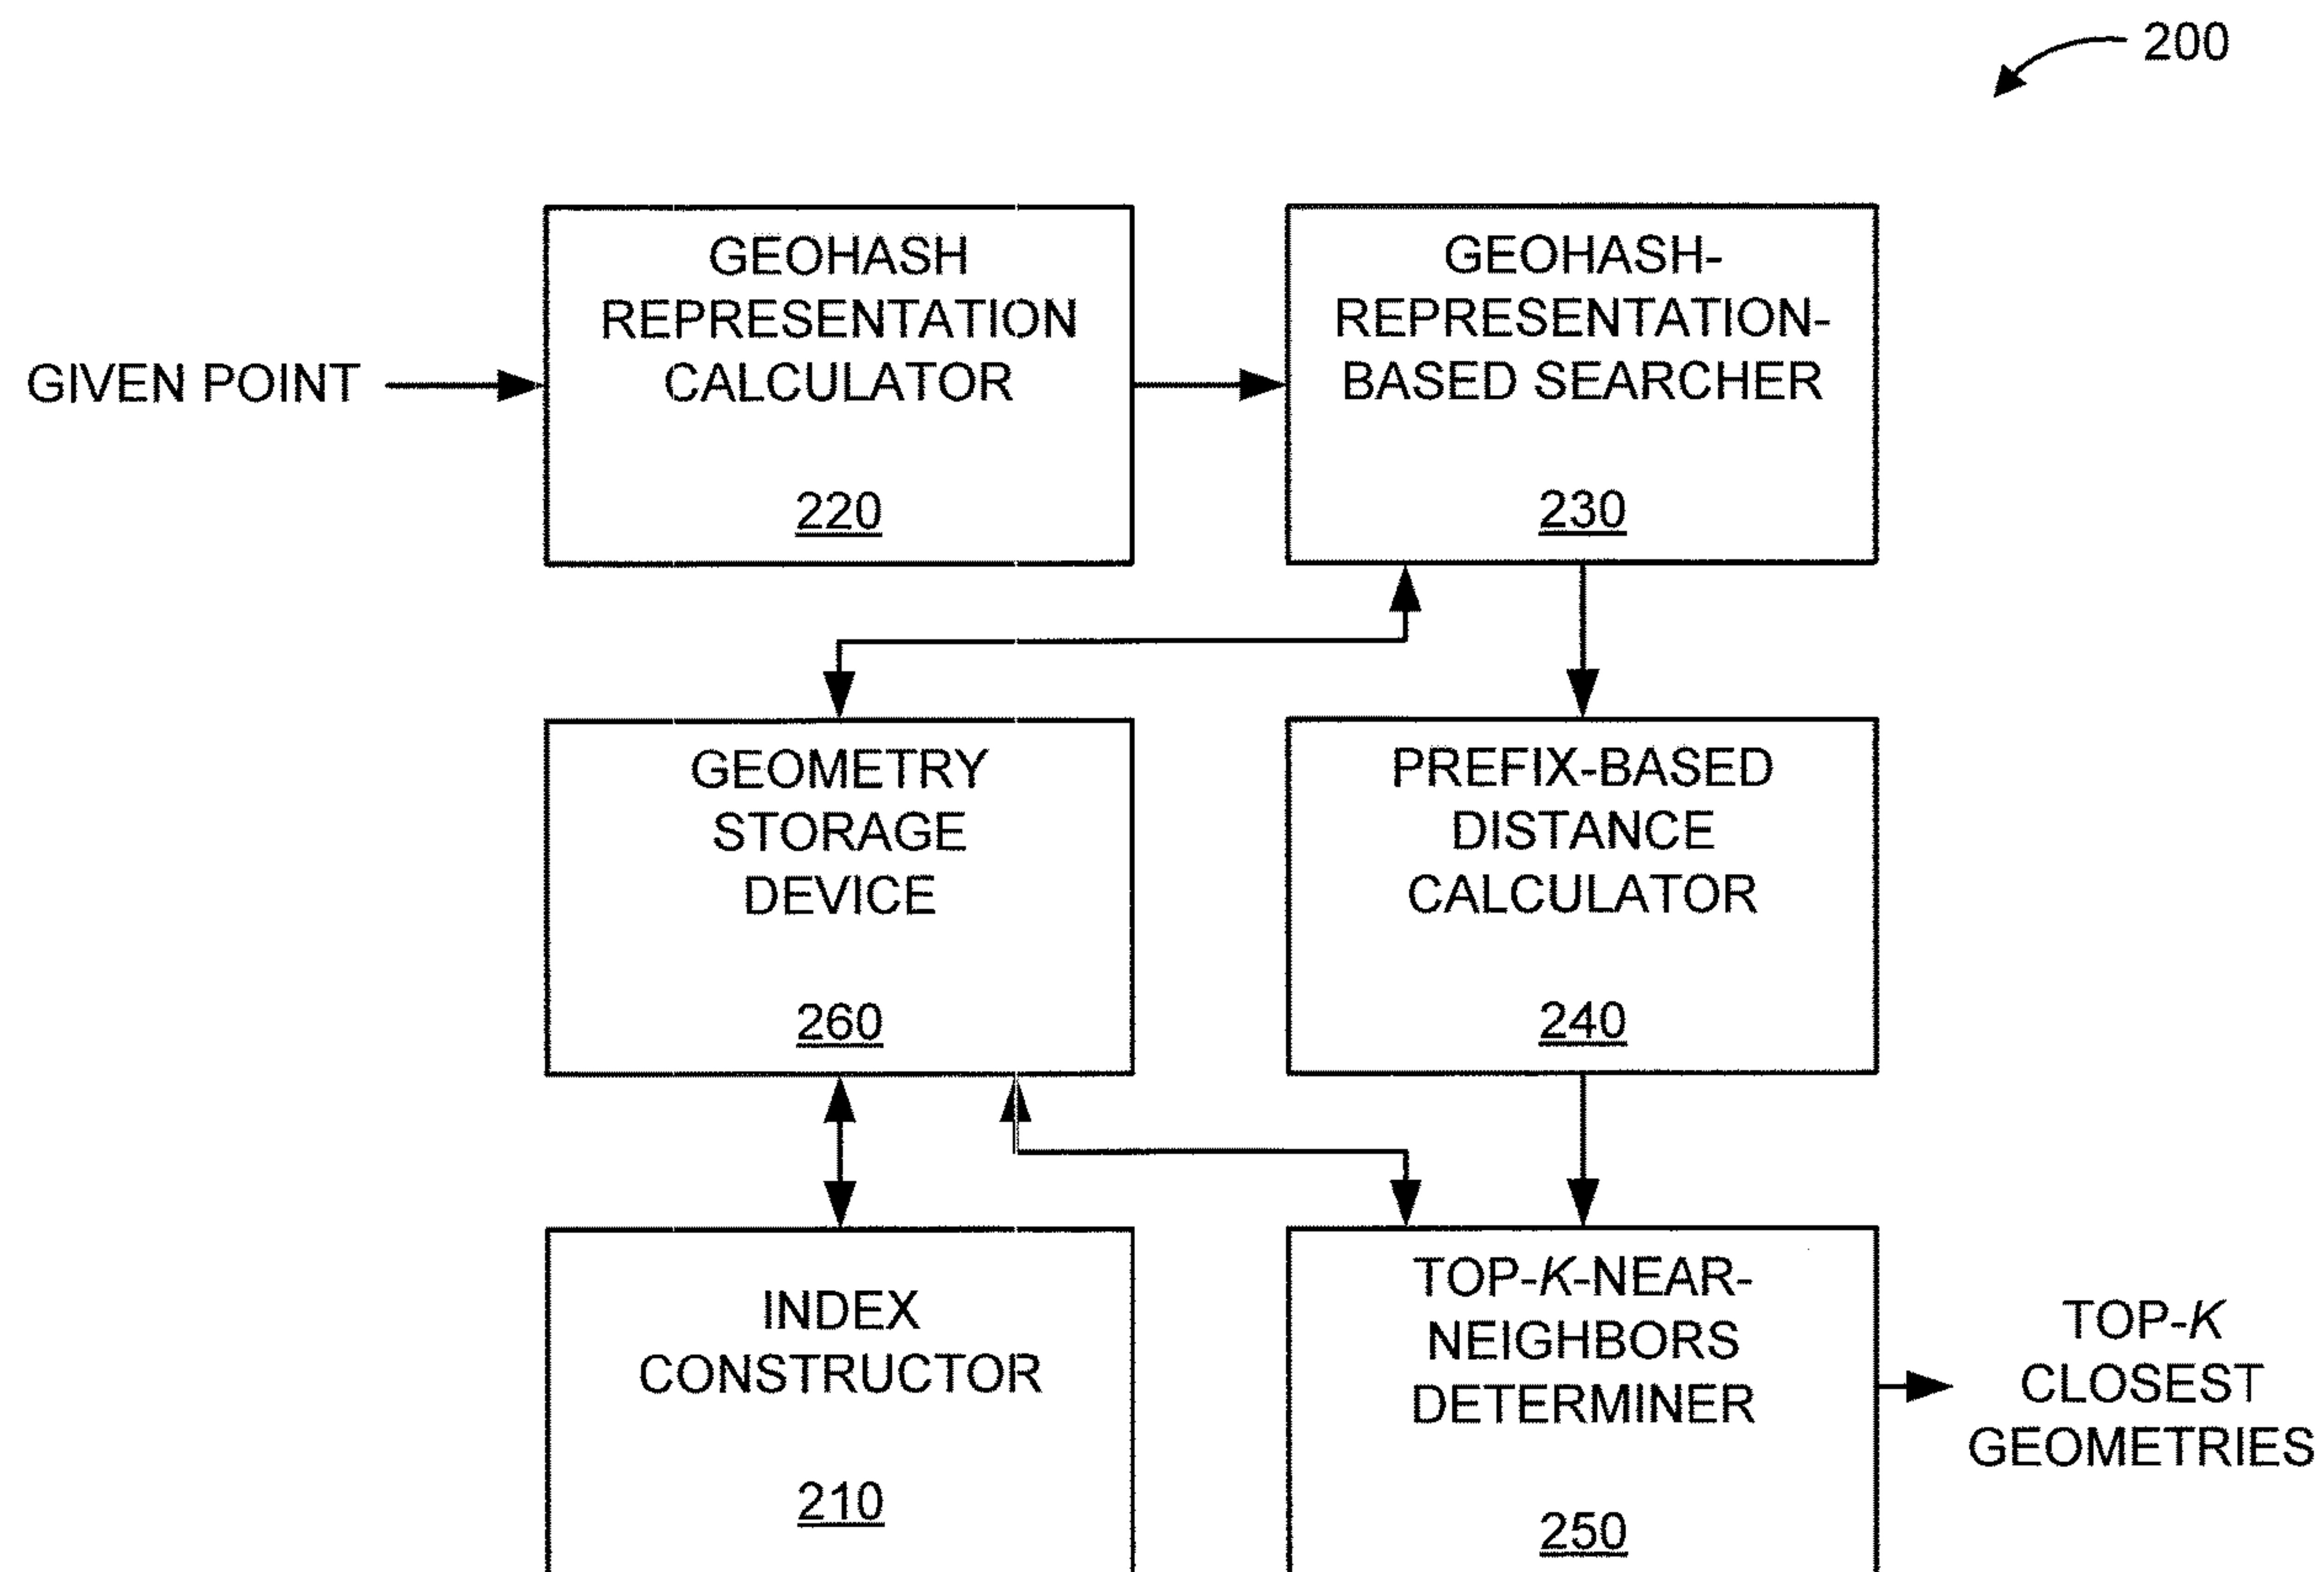 200
GIVEN POINT
GEOHASH
REPRESENTATION
CALCULATOR
220
GEOHASH-
REPRESENTATION-
BASED SEARCHER
230
GEOMETRY
STORAGE
DEVICE
260
PREFIX-BASED
DISTANCE
CALCULATOR
240
INDEX
CONSTRUCTOR
210
TOP-K-NEAR-
NEIGHBORS
DETERMINER
250
TOP-K
CLOSEST
GEOMETRIES